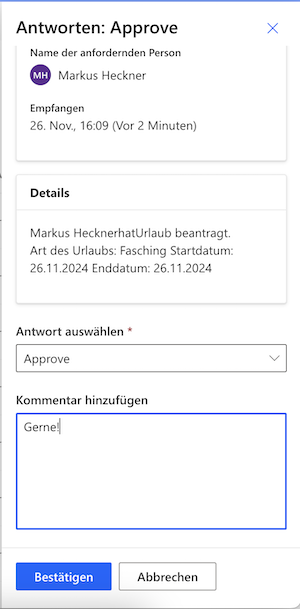 Antworten: Approve
Name der anfordernden Person
MH Markus Heckner
Empfangen
26. Nov., 16:09 (Vor 2 Minuten)
Details
Markus HecknerhatUrlaub beantragt.
Art des Urlaubs: Fasching Startdatum:
26.11.2024 Enddatum: 26.11.2024
Antwort auswählen *
Approve
Kommentar hinzufügen
Gerne!
Bestätigen Abbrechen